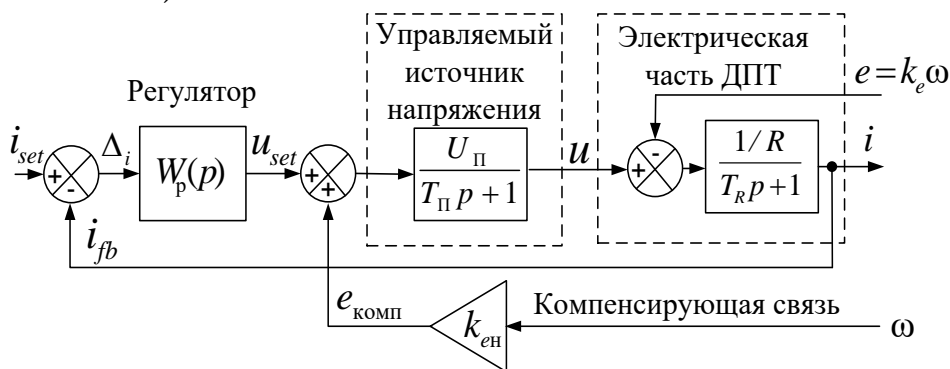 Управляемый
источник
напряжения
Электрическая
часть ДПТ
e = k_e ω
Регулятор
i_set
+
-
Δ_i
W_р(p)
u_set
+
+
U_П
T_П p + 1
u
+
-
1/R
T_R p + 1
i
i_fb
e_комп
k_eн
Компенсирующая связь
ω